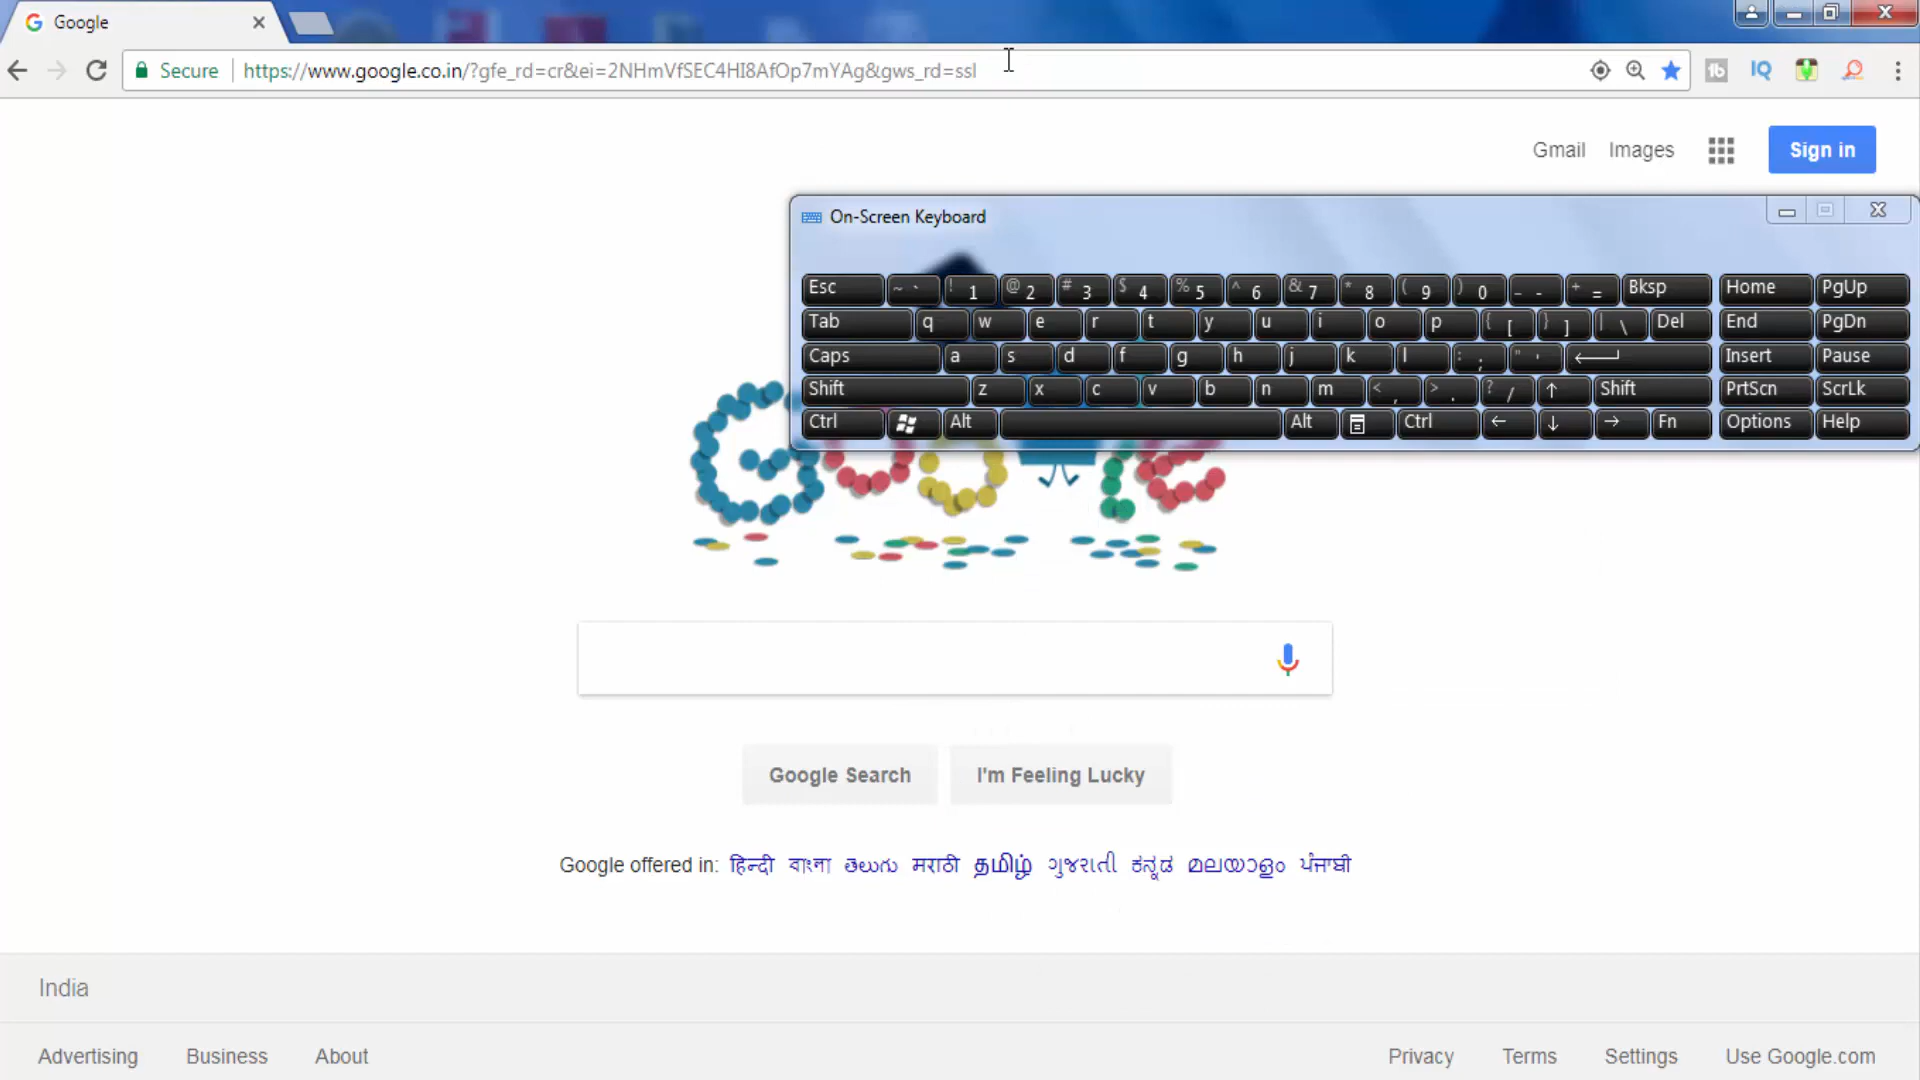 Google
Secure https://www.google.co.in/?gfe_rd=cr&ei=2NHmVfSEC4HI8AfOp7mYAg&gws_rd=ssl
IQ
Gmail Images Sign in
On-Screen Keyboard
Esc ~ ` ! 1 @ 2 # 3 $ 4 % 5 ^ 6 & 7 * 8 ( 9 ) 0 _ - + = Bksp Home PgUp
Tab q w e r t y u i o p { [ } ] | \ Del End PgDn
Caps a s d f g h j k l : ; " ' Insert Pause
Shift z x c v b n m < , > . ? / ↑ Shift PrtScn ScrLk
Ctrl Alt Alt Ctrl ← ↓ → Fn Options Help
Google Search I'm Feeling Lucky
Google offered in: हिन्दी বাংলা తెలుగు मराठी தமிழ் ગુજરાતી ಕನ್ನಡ മലയാളം ਪੰਜਾਬੀ
India
Advertising Business About Privacy Terms Settings Use Google.com